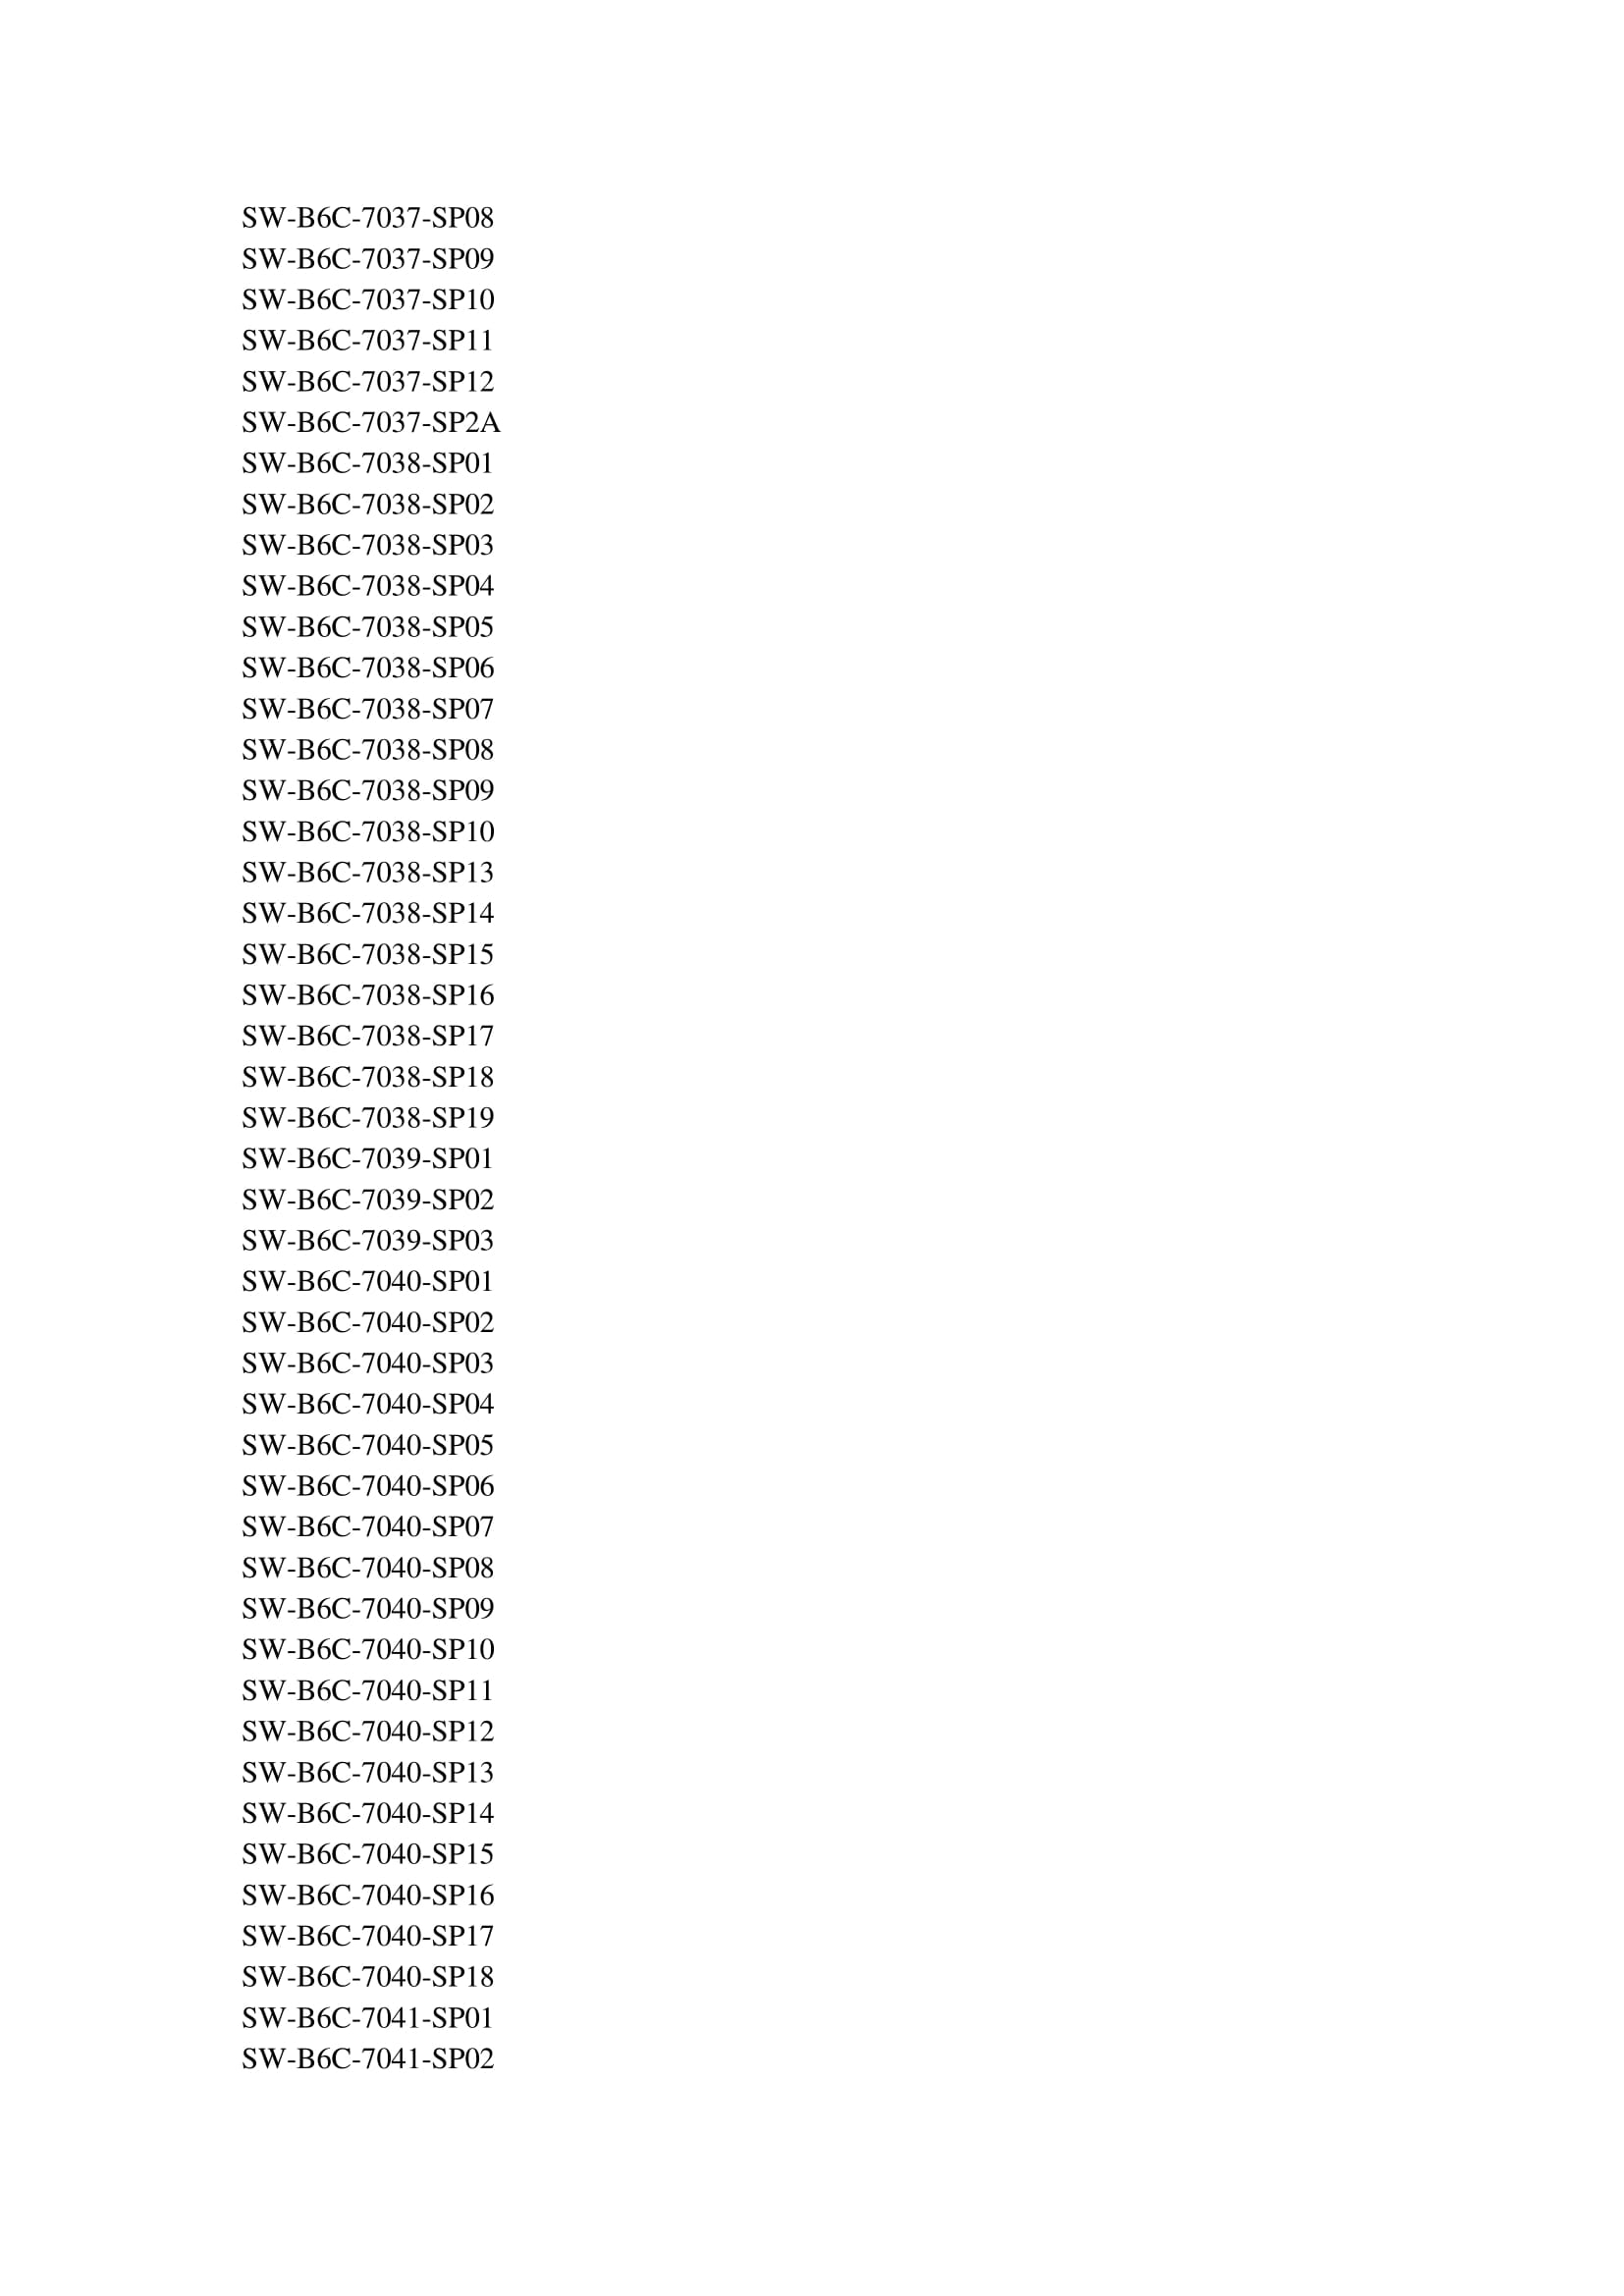 SW-B6C-7037-SP08
SW-B6C-7037-SP09
SW-B6C-7037-SP10
SW-B6C-7037-SP11
SW-B6C-7037-SP12
SW-B6C-7037-SP2A
SW-B6C-7038-SP01
SW-B6C-7038-SP02
SW-B6C-7038-SP03
SW-B6C-7038-SP04
SW-B6C-7038-SP05
SW-B6C-7038-SP06
SW-B6C-7038-SP07
SW-B6C-7038-SP08
SW-B6C-7038-SP09
SW-B6C-7038-SP10
SW-B6C-7038-SP13
SW-B6C-7038-SP14
SW-B6C-7038-SP15
SW-B6C-7038-SP16
SW-B6C-7038-SP17
SW-B6C-7038-SP18
SW-B6C-7038-SP19
SW-B6C-7039-SP01
SW-B6C-7039-SP02
SW-B6C-7039-SP03
SW-B6C-7040-SP01
SW-B6C-7040-SP02
SW-B6C-7040-SP03
SW-B6C-7040-SP04
SW-B6C-7040-SP05
SW-B6C-7040-SP06
SW-B6C-7040-SP07
SW-B6C-7040-SP08
SW-B6C-7040-SP09
SW-B6C-7040-SP10
SW-B6C-7040-SP11
SW-B6C-7040-SP12
SW-B6C-7040-SP13
SW-B6C-7040-SP14
SW-B6C-7040-SP15
SW-B6C-7040-SP16
SW-B6C-7040-SP17
SW-B6C-7040-SP18
SW-B6C-7041-SP01
SW-B6C-7041-SP02